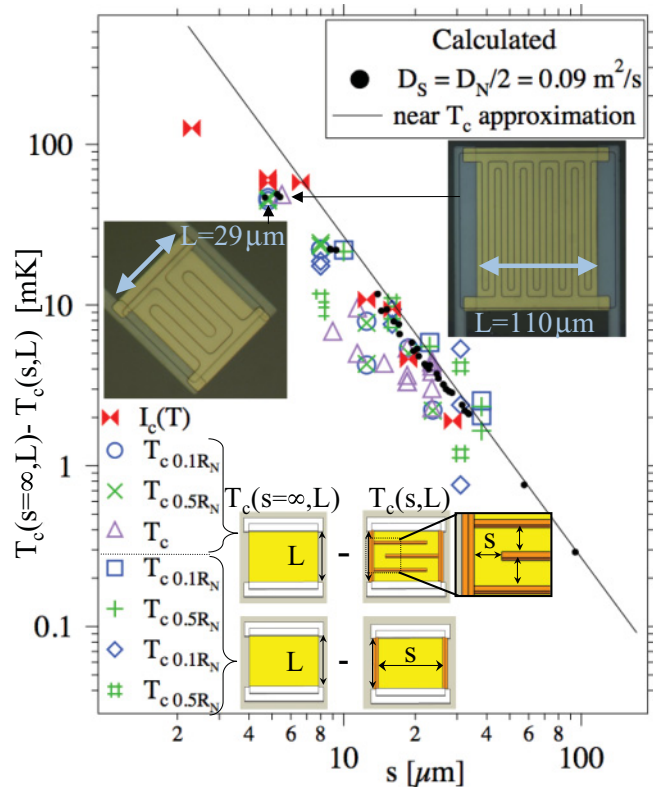 Calculated
● D_S = D_N/2 = 0.09 m²/s
— near T_c approximation
T_c(s=∞,L)- T_c(s,L) [mK]
100
10
1
0.1
L=29μm
L=110μm
I_c(T)
T_c 0.1R_N
T_c 0.5R_N
T_c
T_c 0.1R_N
T_c 0.5R_N
T_c 0.1R_N
T_c 0.5R_N
T_c(s=∞,L) T_c(s,L)
L - s
L - s
2 4 6 8 10 2 4 6 8 100
s [μm]